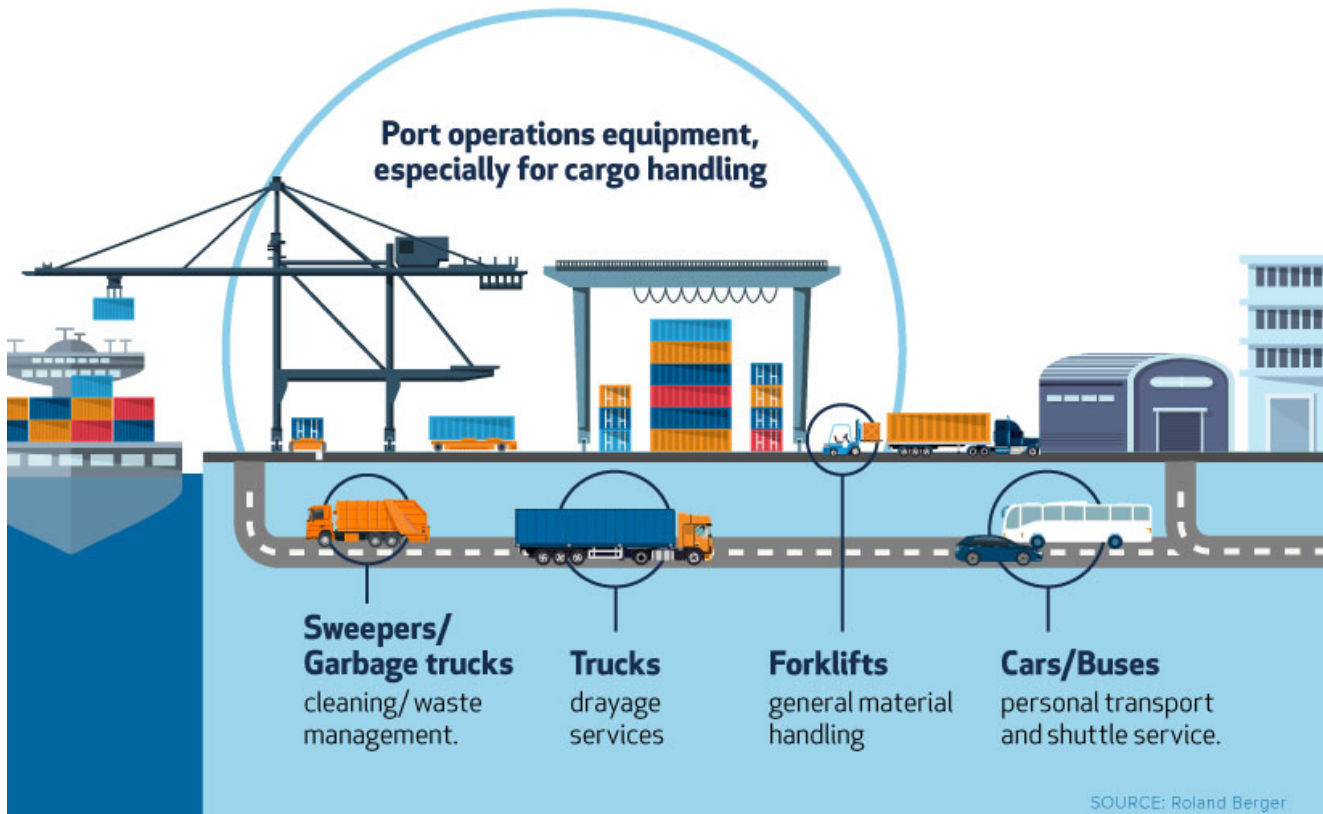 Port operations equipment,
especially for cargo handling
Sweepers/
Garbage trucks
cleaning/ waste
management.
Trucks
drayage
services
Forklifts
general material
handling
Cars/Buses
personal transport
and shuttle service.
SOURCE: Roland Berger